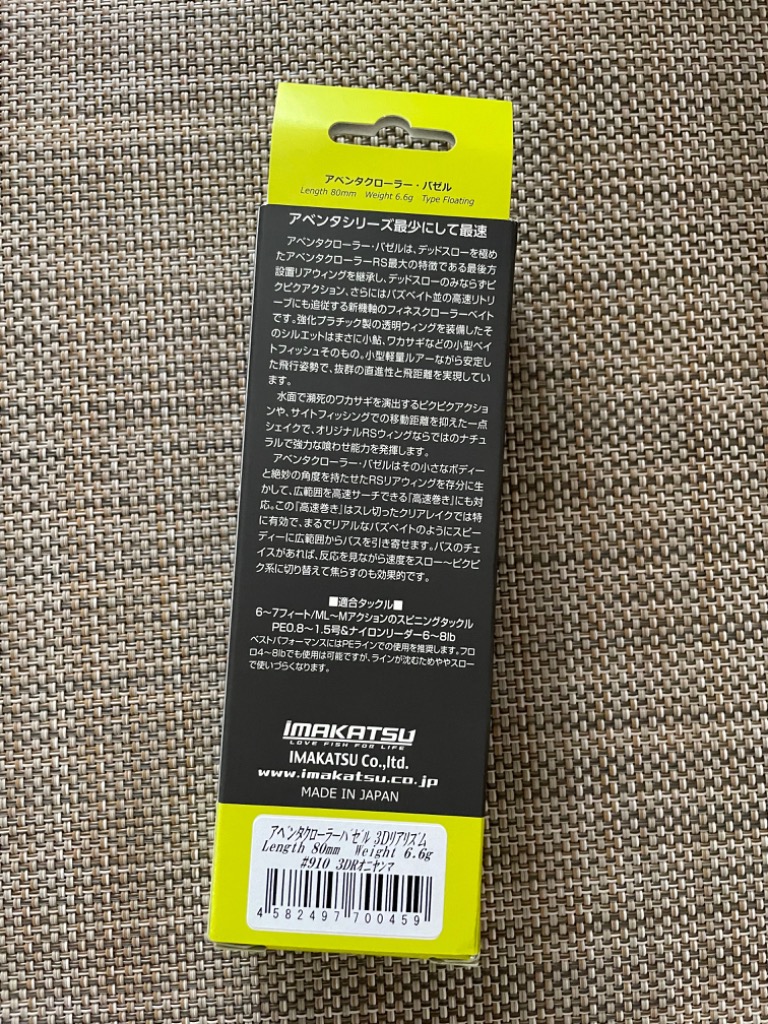 アベンタクローラー・バゼル
Length 80mm Weight 6.6g Type Floating
アベンタシリーズ最少にして最速
アベンタクローラー・バゼルは、デッドスローを極め
たアベンタクローラーRS最大の特徴である最後方
設置リアウィングを継承し、デッドスローのみならずピ
クピクアクション、さらにはバズベイト並の高速リトリ
ーブにも追従する新機軸のフィネスクローラーベイト
です。強化プラチック製の透明ウィングを装備したそ
のシルエットはまさに小鮎、ワカサギなどの小型ベイ
トフィッシュそのもの。小型軽量ルアーながら安定し
た飛行姿勢で、抜群の直進性と飛距離を実現してい
ます。
水面で瀕死のワカサギを演出するピクピクアクショ
ンや、サイトフィッシングでの移動距離を抑えた一点
シェイクで、オリジナルRSウィングならではのナチュ
ラルで強力な喰わせ能力を発揮します。
アベンタクローラー・バゼルはその小さなボディー
と絶妙の角度を持たせたRSリアウィングを存分に生
かして、広範囲を高速サーチできる「高速巻き」にも対
応。この「高速巻き」はスレ切ったクリアレイクでは特
に有効で、まるでリアルなバズベイトのようにスピー
ディーに広範囲からバスを引き寄せます。バスのチェ
イスがあれば、反応を見ながら速度をスロー〜ピクピ
ク系に切り替えて焦らすのも効果的です。
■適合タックル■
6〜7フィート/ML〜Mアクションのスピニングタックル
PE0.8〜1.5号&ナイロンリーダー6〜8lb
ベストパフォーマンスにはPEラインでの使用を推奨します。フロ
ロ4〜8lbでも使用は可能ですが、ラインが沈むためややスロー
で使いづらくなります。
IMAKATSU
LOVE FISH FOR LIFE
IMAKATSU Co.,ltd.
www.imakatsu.co.jp
MADE IN JAPAN
アベンタクローラーバゼル 3Dリアリズム
Length 80mm Weight 6.6g
#910 3DRオニヤンマ
4 582497 700459